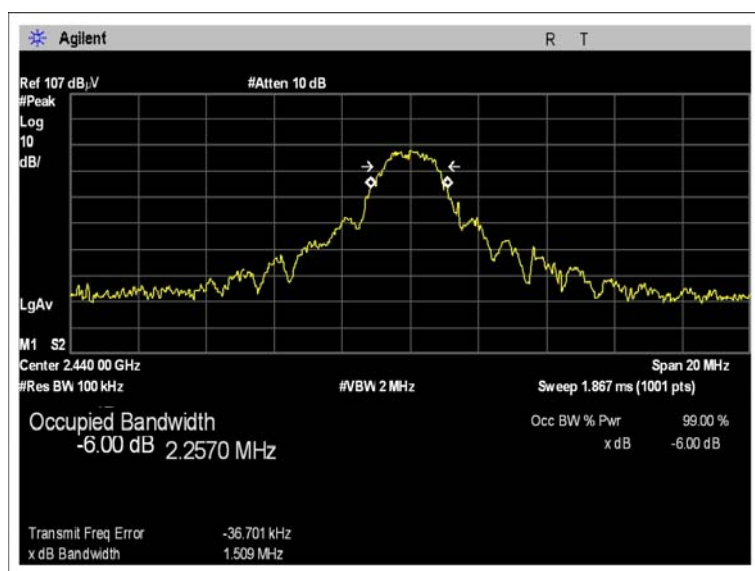 Agilent R T
Ref 107 dBµV #Atten 10 dB
#Peak
Log
10
dB/
LgAv
M1 S2
Center 2.440 00 GHz Span 20 MHz
#Res BW 100 kHz #VBW 2 MHz Sweep 1.867 ms (1001 pts)
Occupied Bandwidth Occ BW % Pwr 99.00 %
-6.00 dB 2.2570 MHz x dB -6.00 dB
Transmit Freq Error -36.701 kHz
x dB Bandwidth 1.509 MHz